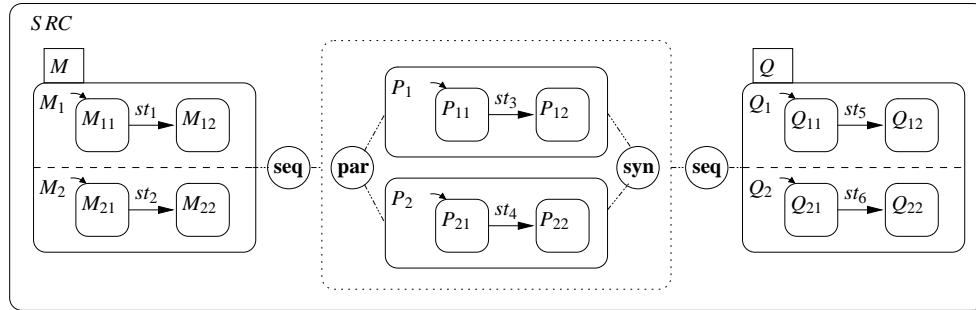 SRC
M
M1
M11
st1
M12
M2
M21
st2
M22
seq
par
P1
P11
st3
P12
P2
P21
st4
P22
syn
seq
Q
Q1
Q11
st5
Q12
Q2
Q21
st6
Q22